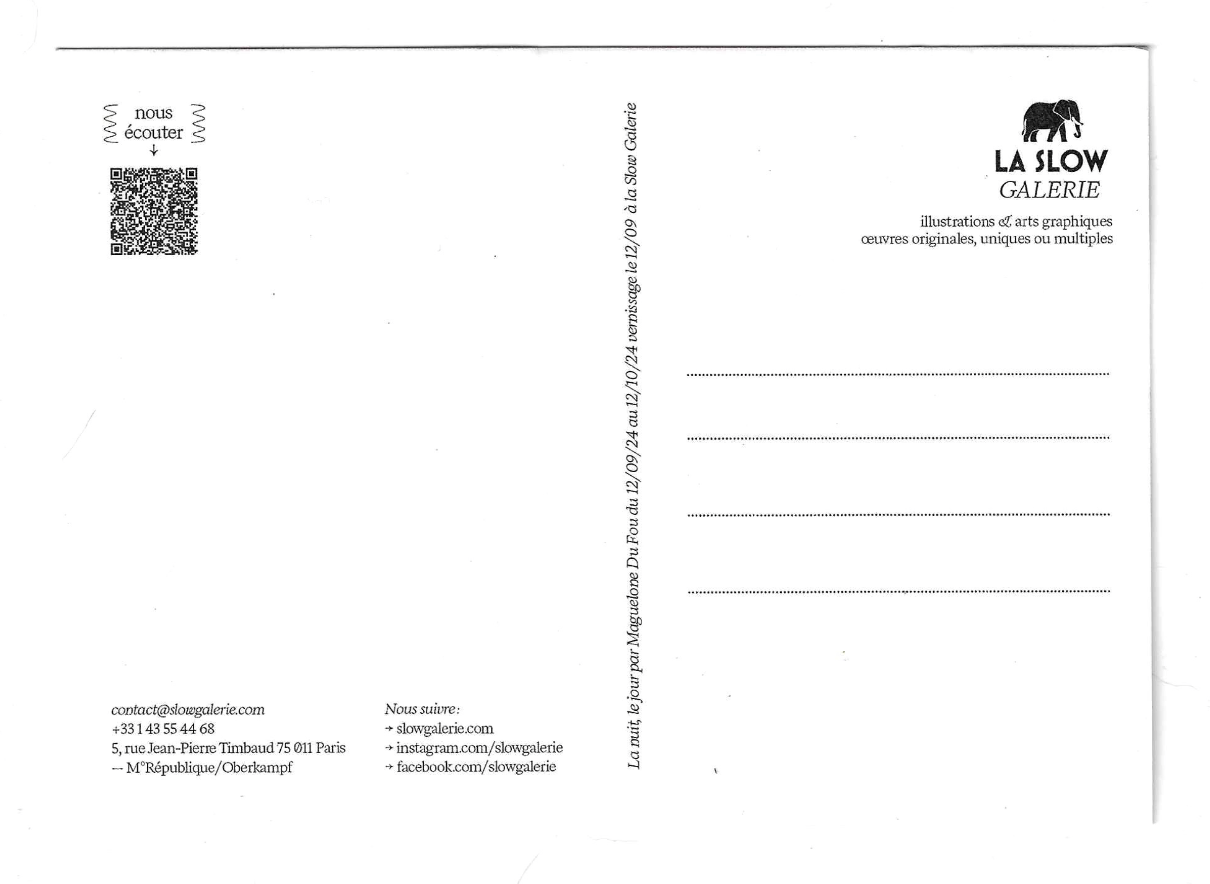 nous
écouter
↓
contact@slowgalerie.com
+33 1 43 55 44 68
5, rue Jean-Pierre Timbaud 75 011 Paris
— M°République/Oberkampf
Nous suivre :
→ slowgalerie.com
→ instagram.com/slowgalerie
→ facebook.com/slowgalerie
La nuit, le jour par Maguelone Du Fou du 12/09/24 au 12/10/24 vernissage le 12/09 à la Slow Galerie
LA SLOW
GALERIE
illustrations & arts graphiques
œuvres originales, uniques ou multiples